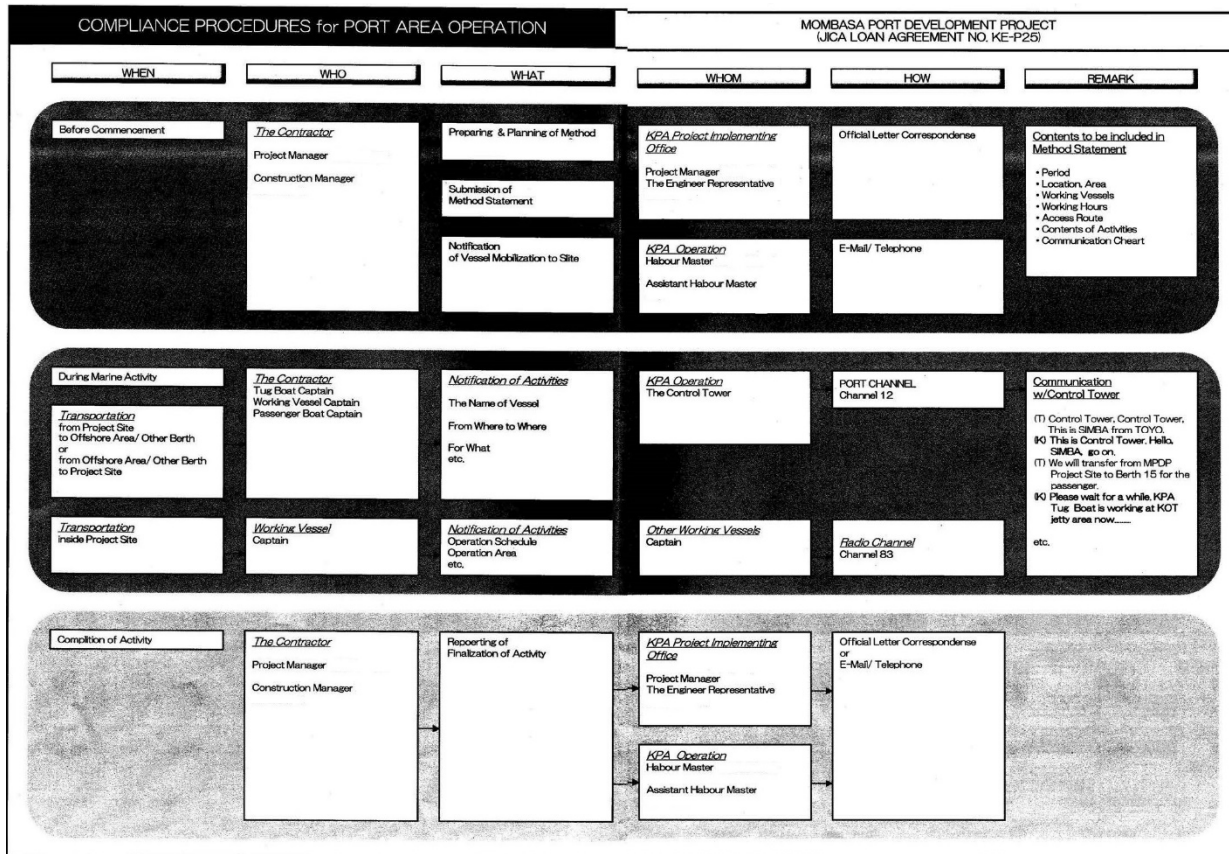 COMPLIANCE PROCEDURES for PORT AREA OPERATION
MOMBASA PORT DEVELOPMENT PROJECT
(JICA LOAN AGREEMENT NO. KE-P25)
WHEN
WHO
WHAT
WHOM
HOW
REMARK
Before Commencement
The Contractor
Project Manager
Construction Manager
Preparing & Planning of Method
Submission of
Method Statement
Notification
of Vessel Mobilization to Slite
KPA Project Implementing
Office
Project Manager
The Engineer Representative
KPA Operation
Habour Master
Assistant Habour Master
Official Letter Correspondense
E-Mail/ Telephone
Contents to be included in
Method Statement
• Period
• Location, Area
• Working Vessels
• Working Hours
• Access Route
• Contents of Activities
• Communication Cheart
During Marine Activity
Transportation
from Project Site
to Offshore Area/ Other Berth
or
from Offshore Area/ Other Berth
to Project Site
Transportation
inside Project Site
The Contractor
Tug Boat Captain
Working Vessel Captain
Passenger Boat Captain
Working Vessel
Captain
Notification of Activities
The Name of Vessel
From Where to Where
For What
etc.
Notification of Activities
Operation Schedule
Operation Area
etc.
KPA Operation
The Control Tower
Other Working Vessels
Captain
PORT CHANNEL
Channel 12
Radio Channel
Channel 83
Communication
w/Control Tower
(T) Control Tower, Control Tower,
This is SIMBA from TOYO.
(K) This is Control Tower. Hello,
SIMBA, go on.
(T) We will transfer from MPDP
Project Site to Berth 15 for the
passenger.
(K) Please wait for a while, KPA
Tug Boat is working at KOT
jetty area now........
etc.
Complition of Activity
The Contractor
Project Manager
Construction Manager
Repoerting of
Finalization of Activity
KPA Project Implementing
Office
Project Manager
The Engineer Representative
KPA Operation
Habour Master
Assistant Habour Master
Official Letter Correspondense
or
E-Mail/ Telephone